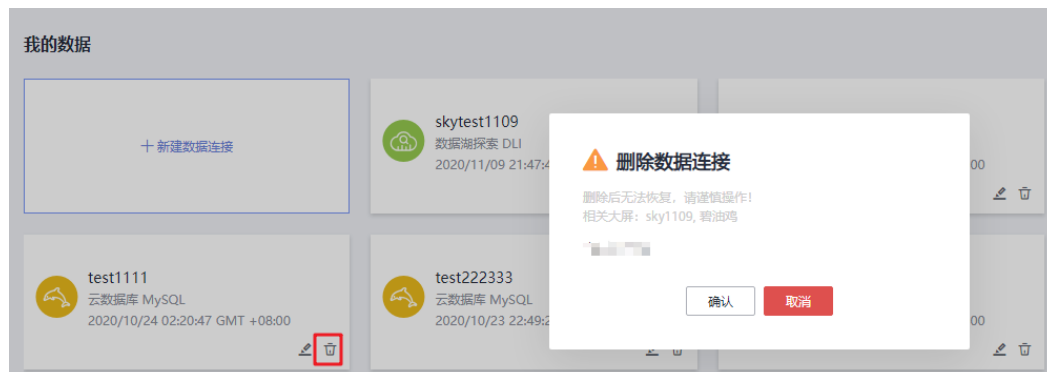 我的数据
+ 新建数据连接
skytest1109
数据湖探索 DLI
2020/11/09 21:47:4
00
删除数据连接
删除后无法恢复，请谨慎操作！
相关大屏：sky1109, 碧油鸡
确认
取消
test1111
云数据库 MySQL
2020/10/24 02:20:47 GMT +08:00
test222333
云数据库 MySQL
2020/10/23 22:49:2
00